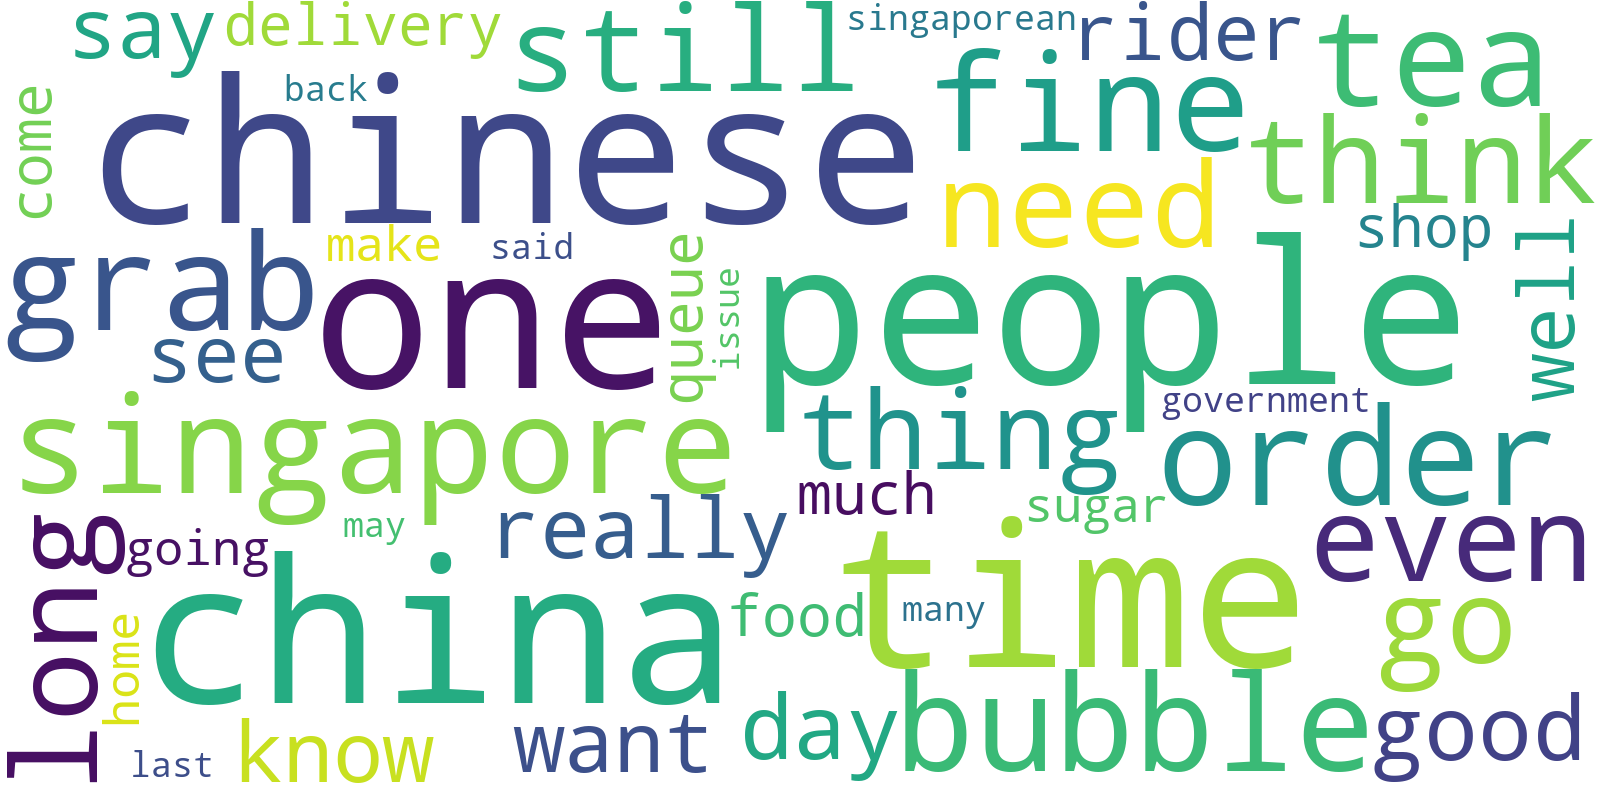 say
delivery
still
singaporean
rider
tea
come
back
chinese
fine
think
need
shop
well
grab
make
said
one
queue
issue
people
see
government
singapore
thing
order
much
sugar
even
long
going
may
really
time
china
food
many
go
home
last
know
want
day
bubble
good